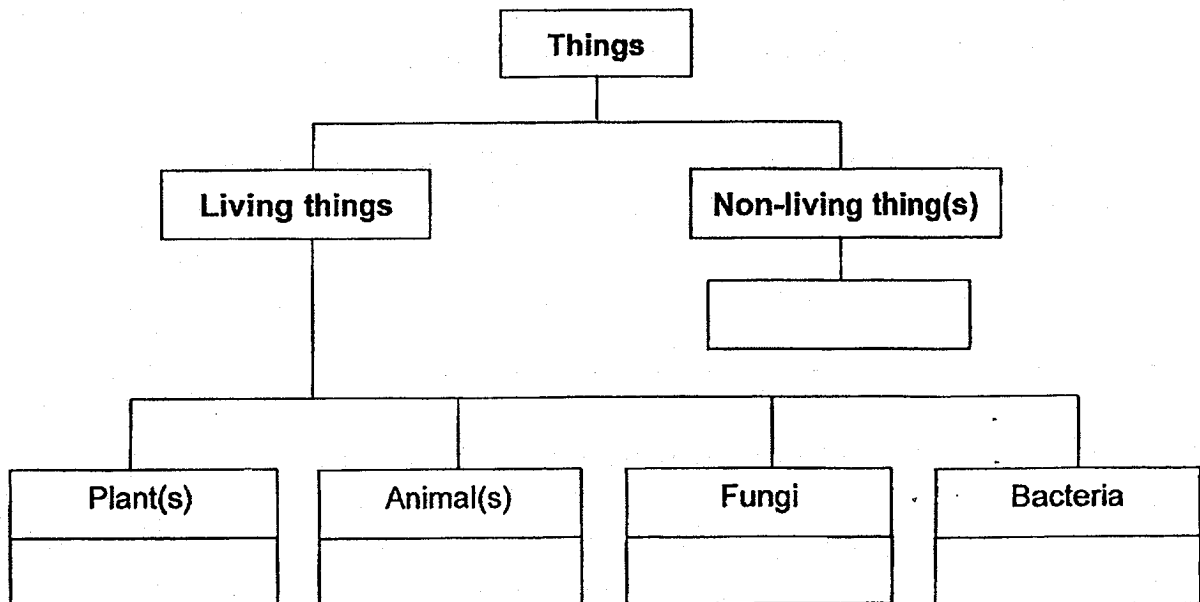 Things
Living things
Non-living thing(s)
Plant(s)
Animal(s)
Fungi
Bacteria